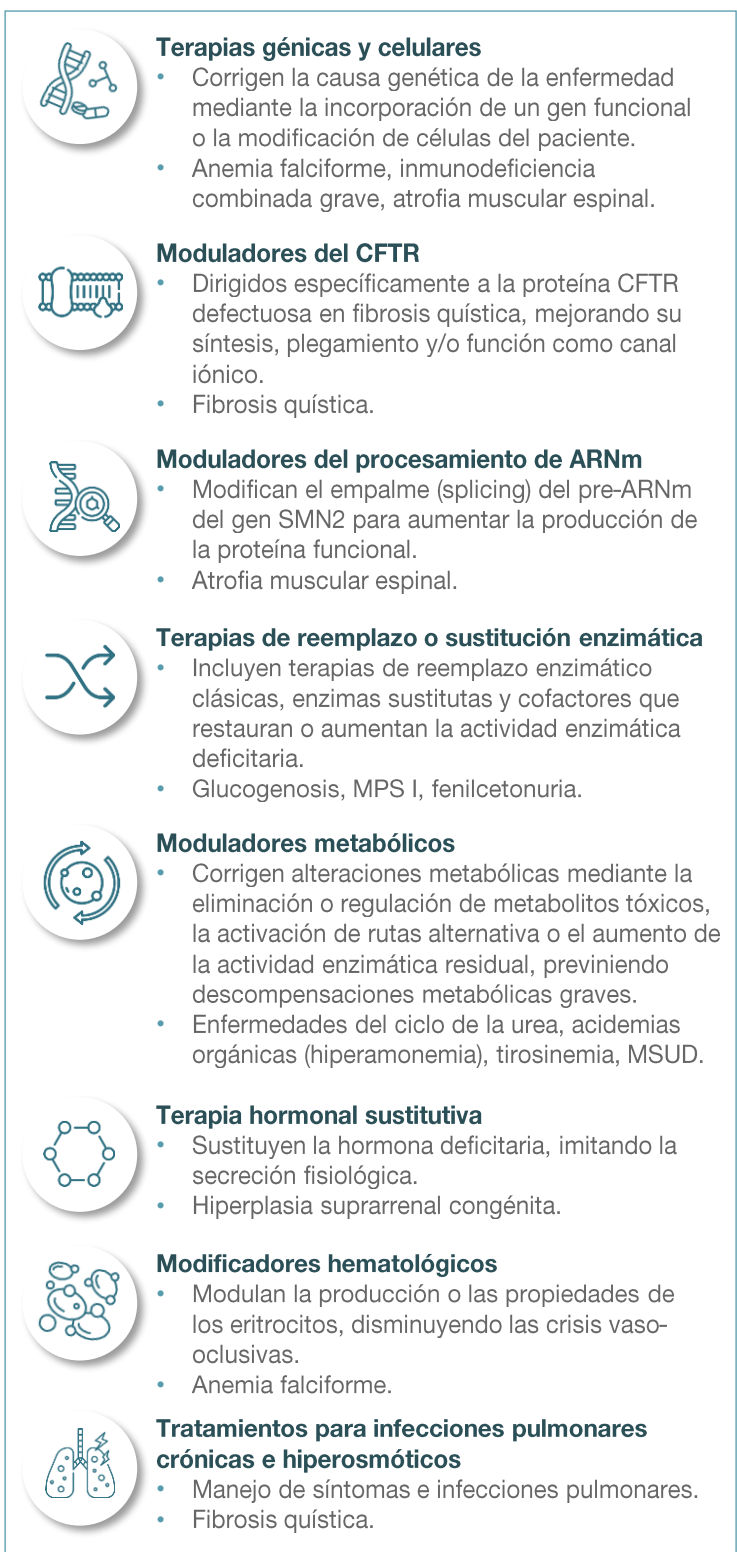 Terapias génicas y celulares
• Corrigen la causa genética de la enfermedad
mediante la incorporación de un gen funcional
o la modificación de células del paciente.
• Anemia falciforme, inmunodeficiencia
combinada grave, atrofia muscular espinal.
Moduladores del CFTR
• Dirigidos específicamente a la proteína CFTR
defectuosa en fibrosis quística, mejorando su
síntesis, plegamiento y/o función como canal
iónico.
• Fibrosis quística.
Moduladores del procesamiento de ARNm
• Modifican el empalme (splicing) del pre-ARNm
del gen SMN2 para aumentar la producción de
la proteína funcional.
• Atrofia muscular espinal.
Terapias de reemplazo o sustitución enzimática
• Incluyen terapias de reemplazo enzimático
clásicas, enzimas sustitutas y cofactores que
restauran o aumentan la actividad enzimática
deficitaria.
• Glucogenosis, MPS I, fenilcetonuria.
Moduladores metabólicos
• Corrigen alteraciones metabólicas mediante la
eliminación o regulación de metabolitos tóxicos,
la activación de rutas alternativa o el aumento de
la actividad enzimática residual, previniendo
descompensaciones metabólicas graves.
• Enfermedades del ciclo de la urea, acidemias
orgánicas (hiperamonemia), tirosinemia, MSUD.
Terapia hormonal sustitutiva
• Sustituyen la hormona deficitaria, imitando la
secreción fisiológica.
• Hiperplasia suprarrenal congénita.
Modificadores hematológicos
• Modulan la producción o las propiedades de
los eritrocitos, disminuyendo las crisis vaso-
oclusivas.
• Anemia falciforme.
Tratamientos para infecciones pulmonares
crónicas e hiperosmóticos
• Manejo de síntomas e infecciones pulmonares.
• Fibrosis quística.